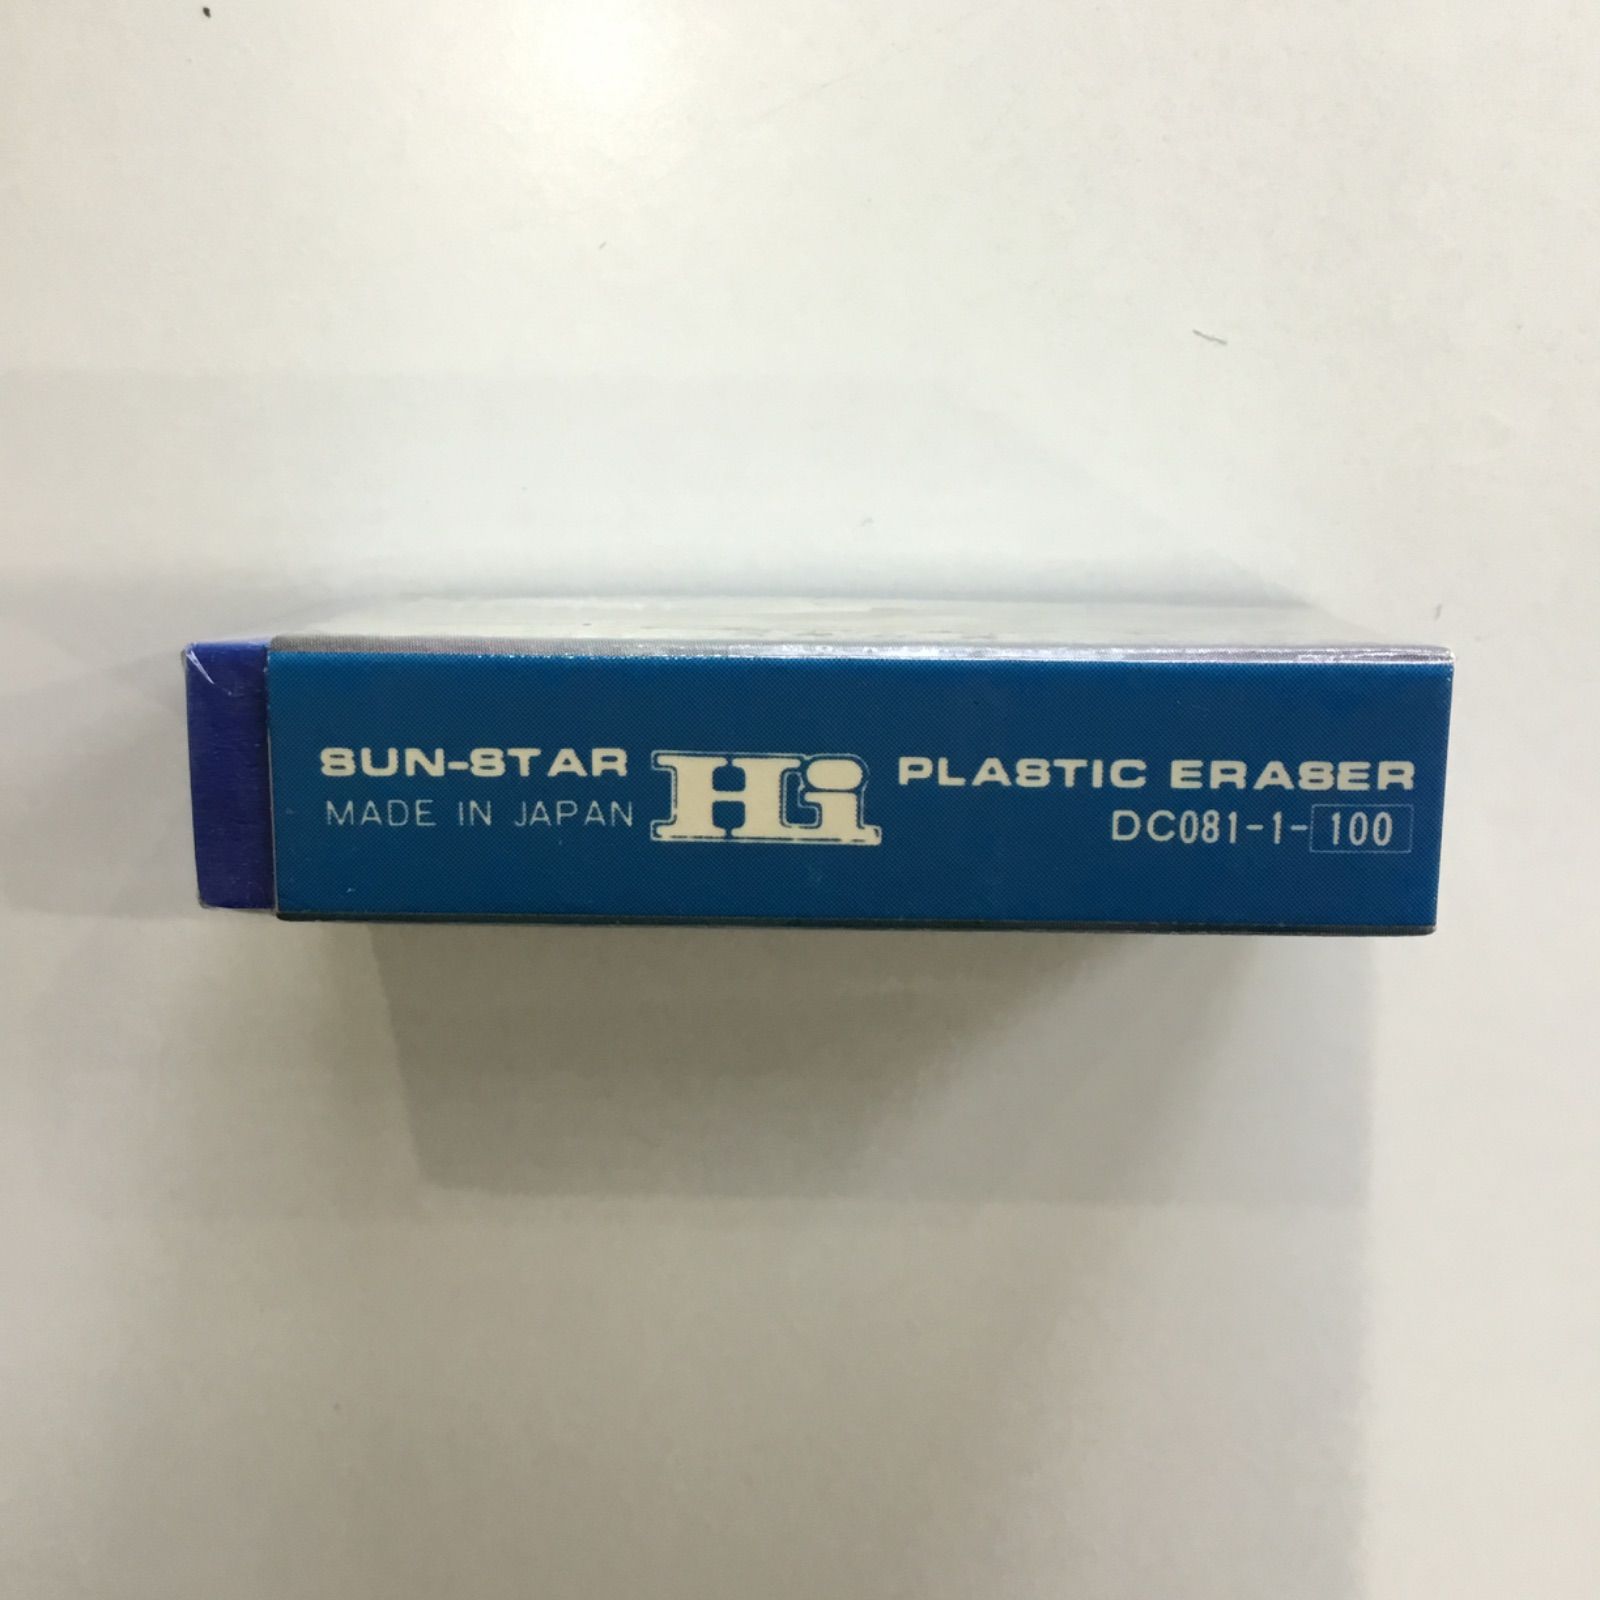 SUN-STAR Hi PLASTIC ERASER
MADE IN JAPAN DC081-1-100